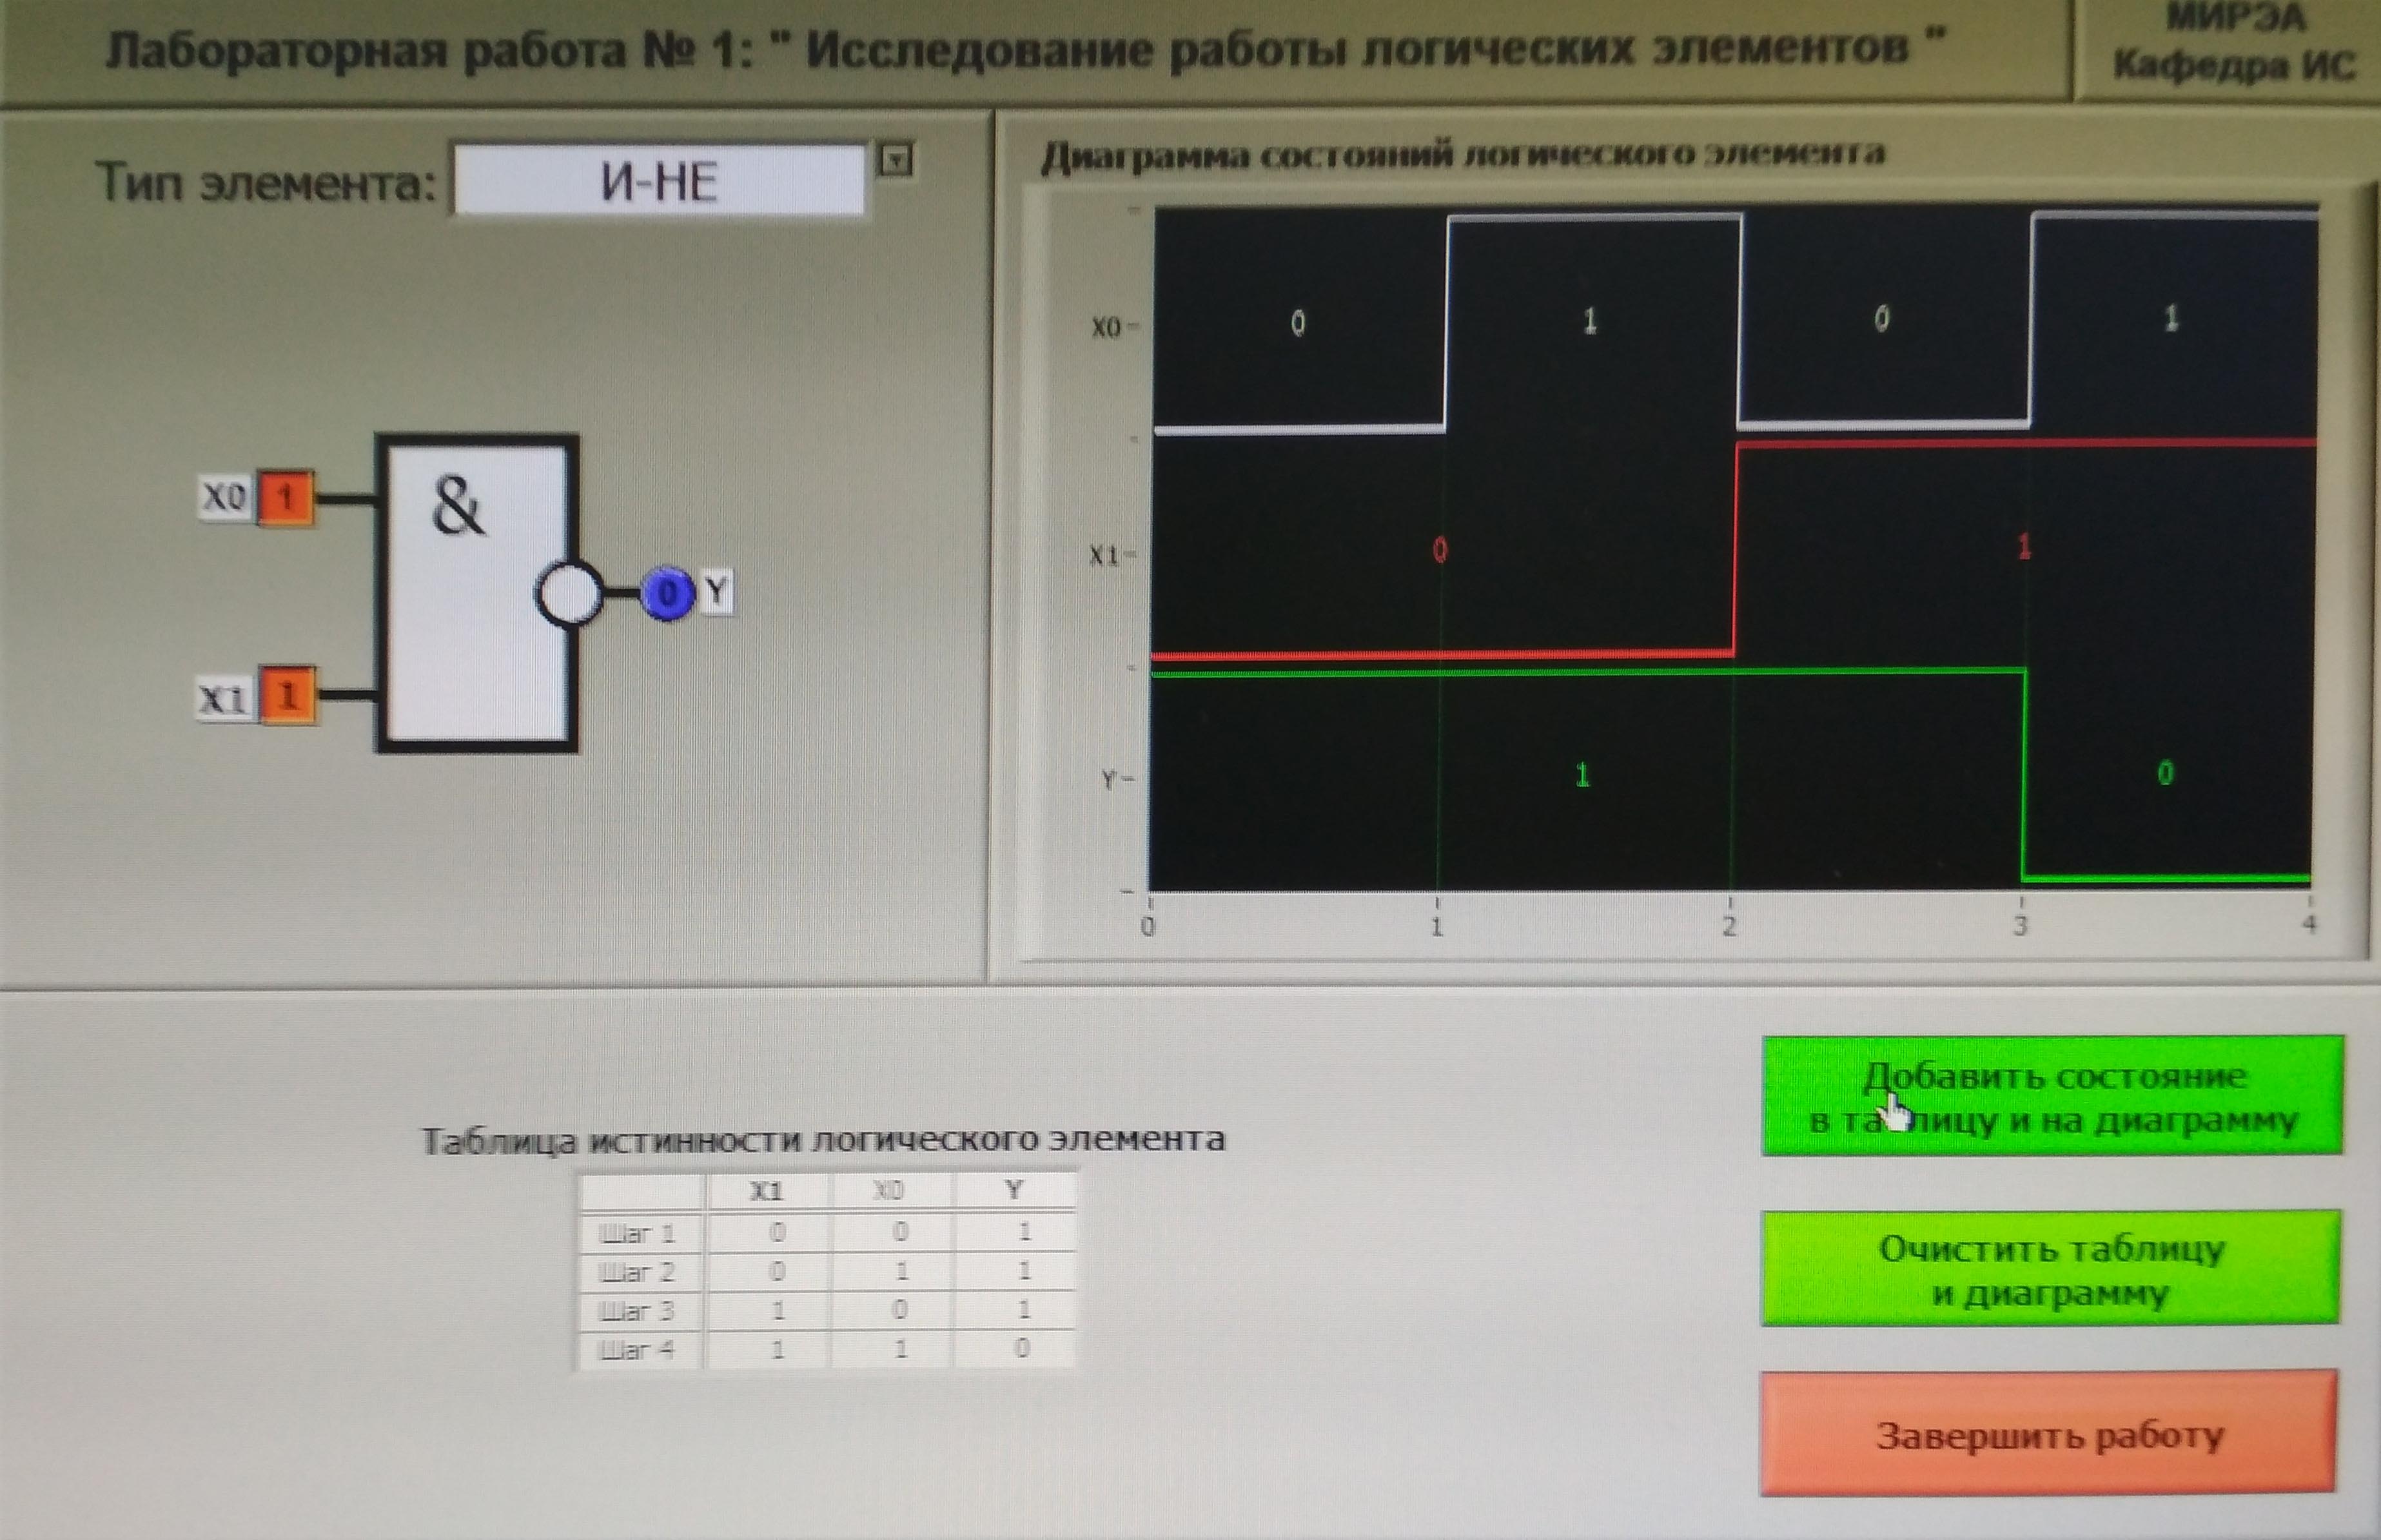 Лабораторная работа № 1: " Исследование работы логических элементов "
МИРЭА
Кафедра ИС
Тип элемента: И-НЕ
&
X0 1
0 Y
X1 1
Диаграмма состояний логического элемента
X0 0 1 0 1
X1 0 1
Y 1 0
0 1 2 3 4
Таблица истинности логического элемента
X1 X0 Y
Шаг 1 0 0 1
Шаг 2 0 1 1
Шаг 3 1 0 1
Шаг 4 1 1 0
Добавить состояние
в таблицу и на диаграмму
Очистить таблицу
и диаграмму
Завершить работу